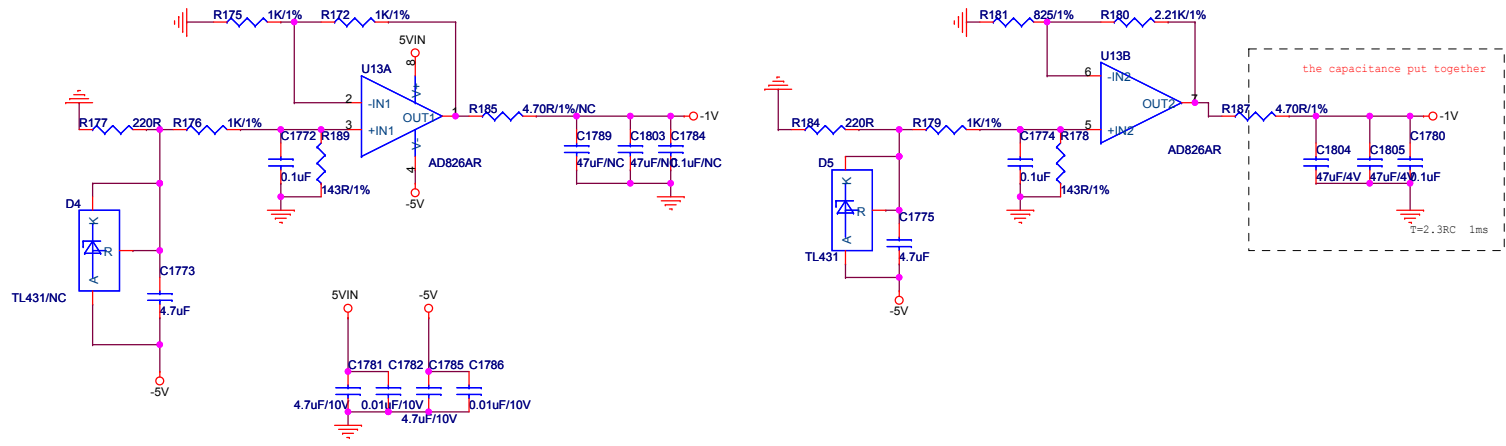 R175 1K/1%
R172 1K/1%
5VIN
8
U13A
V+
2 -IN1
OUT1 1
3 +IN1
V-
AD826AR
4
-5V
R177 220R
R176 1K/1%
C1772
0.1uF
R189
143R/1%
R185 4.70R/1%/NC
-1V
C1789
47uF/NC
C1803
47uF/NC
C1784
0.1uF/NC
D4
K
R
A
TL431/NC
C1773
4.7uF
-5V
5VIN
-5V
C1781
4.7uF/10V
C1782
0.01uF/10V
C1785
4.7uF/10V
C1786
0.01uF/10V
R181 825/1%
R180 2.21K/1%
U13B
6 -IN2
OUT2 7
5 +IN2
AD826AR
R184 220R
R179 1K/1%
C1774
0.1uF
R178
143R/1%
D5
K
R
A
TL431
C1775
4.7uF
-5V
the capacitance put together
R187 4.70R/1%
-1V
C1804
47uF/4V
C1805
47uF/4V
C1780
0.1uF
T=2.3RC 1ms